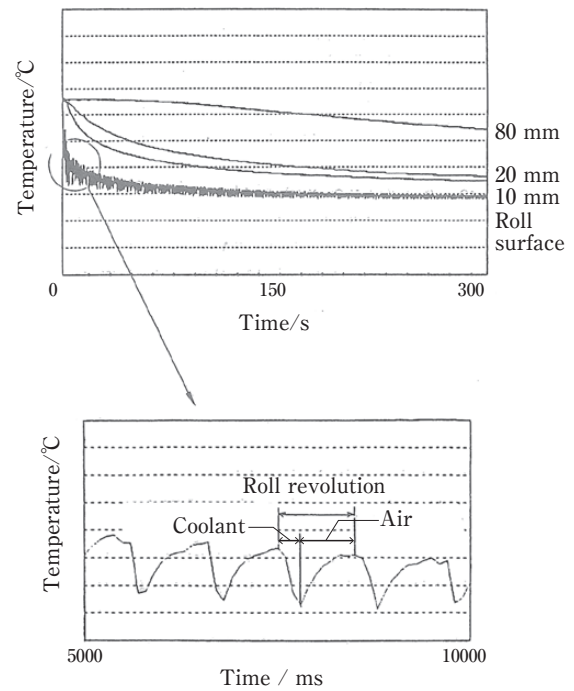 Temperature/℃
80 mm
20 mm
10 mm
Roll
surface
0
150
300
Time/s
Temperature/℃
Roll revolution
Coolant
Air
5000
10000
Time / ms